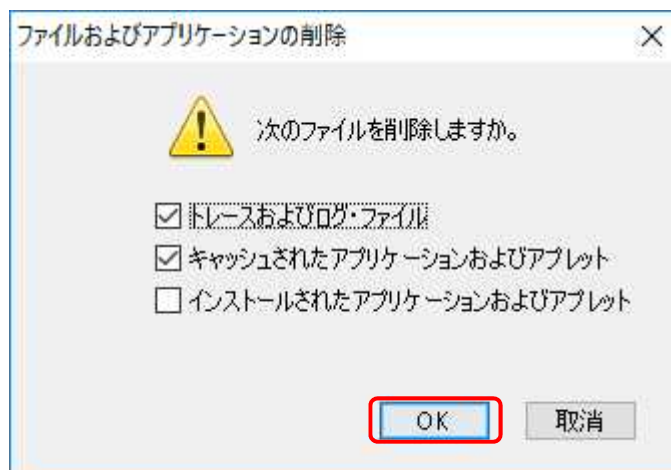 ファイルおよびアプリケーションの削除
次のファイルを削除しますか。
トレースおよびログ・ファイル
キャッシュされたアプリケーションおよびアプレット
インストールされたアプリケーションおよびアプレット
OK 取消